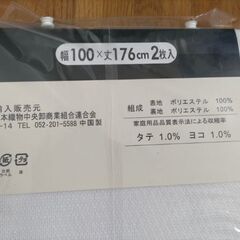 幅100×丈176cm 2枚入
輸入販売元
本織物中央卸商業組合連合会
-14 TEL 052-201-5588 中国製
組成 表地 ポリエステル 100%
裏地 ポリエステル 100%
家庭用品品質表示法による収縮率
タテ 1.0% ヨコ 1.0%